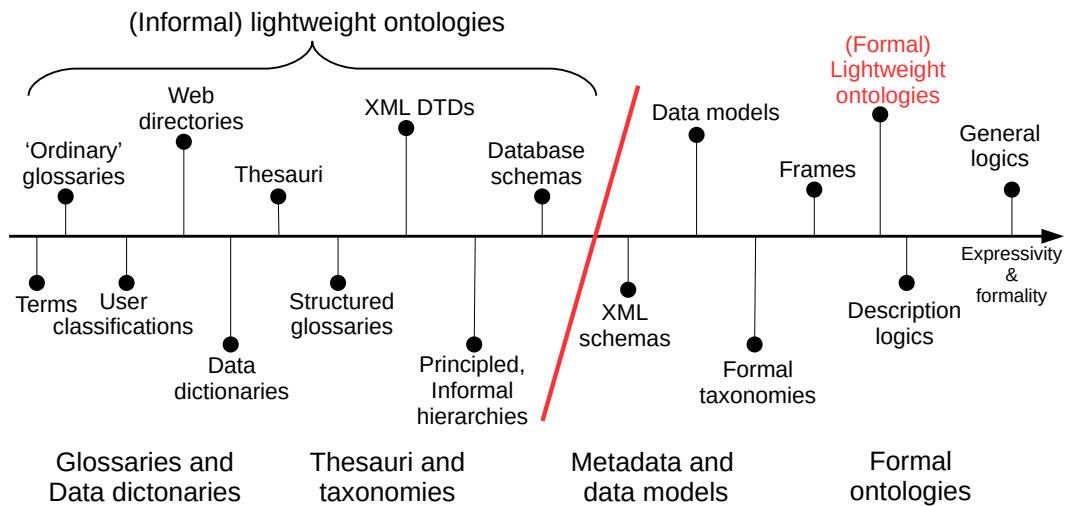 (Informal) lightweight ontologies
(Formal)
Lightweight
ontologies
Web
directories
XML DTDs
Data models
‘Ordinary’
glossaries
Thesauri
Database
schemas
Frames
General
logics
Expressivity
&
formality
Terms
User
classifications
Structured
glossaries
XML
schemas
Description
logics
Data
dictionaries
Principled,
Informal
hierarchies
Formal
taxonomies
Glossaries and
Data dictonaries
Thesauri and
taxonomies
Metadata and
data models
Formal
ontologies